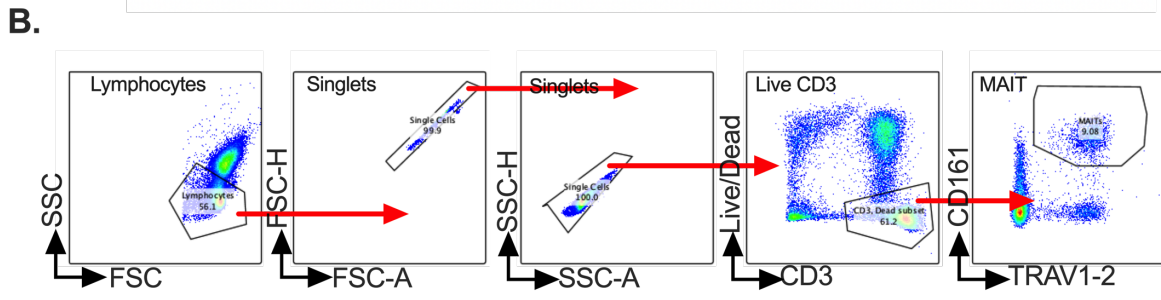 B.
Lymphocytes
Lymphocytes
56.1
SSC
FSC
Singlets
Single Cells
99.9
FSC-H
FSC-A
Singlets
Single Cells
100.0
SSC-H
SSC-A
Live CD3
CD3, Dead subset
61.2
Live/Dead
CD3
MAIT
MAITs
9.08
CD161
TRAV1-2